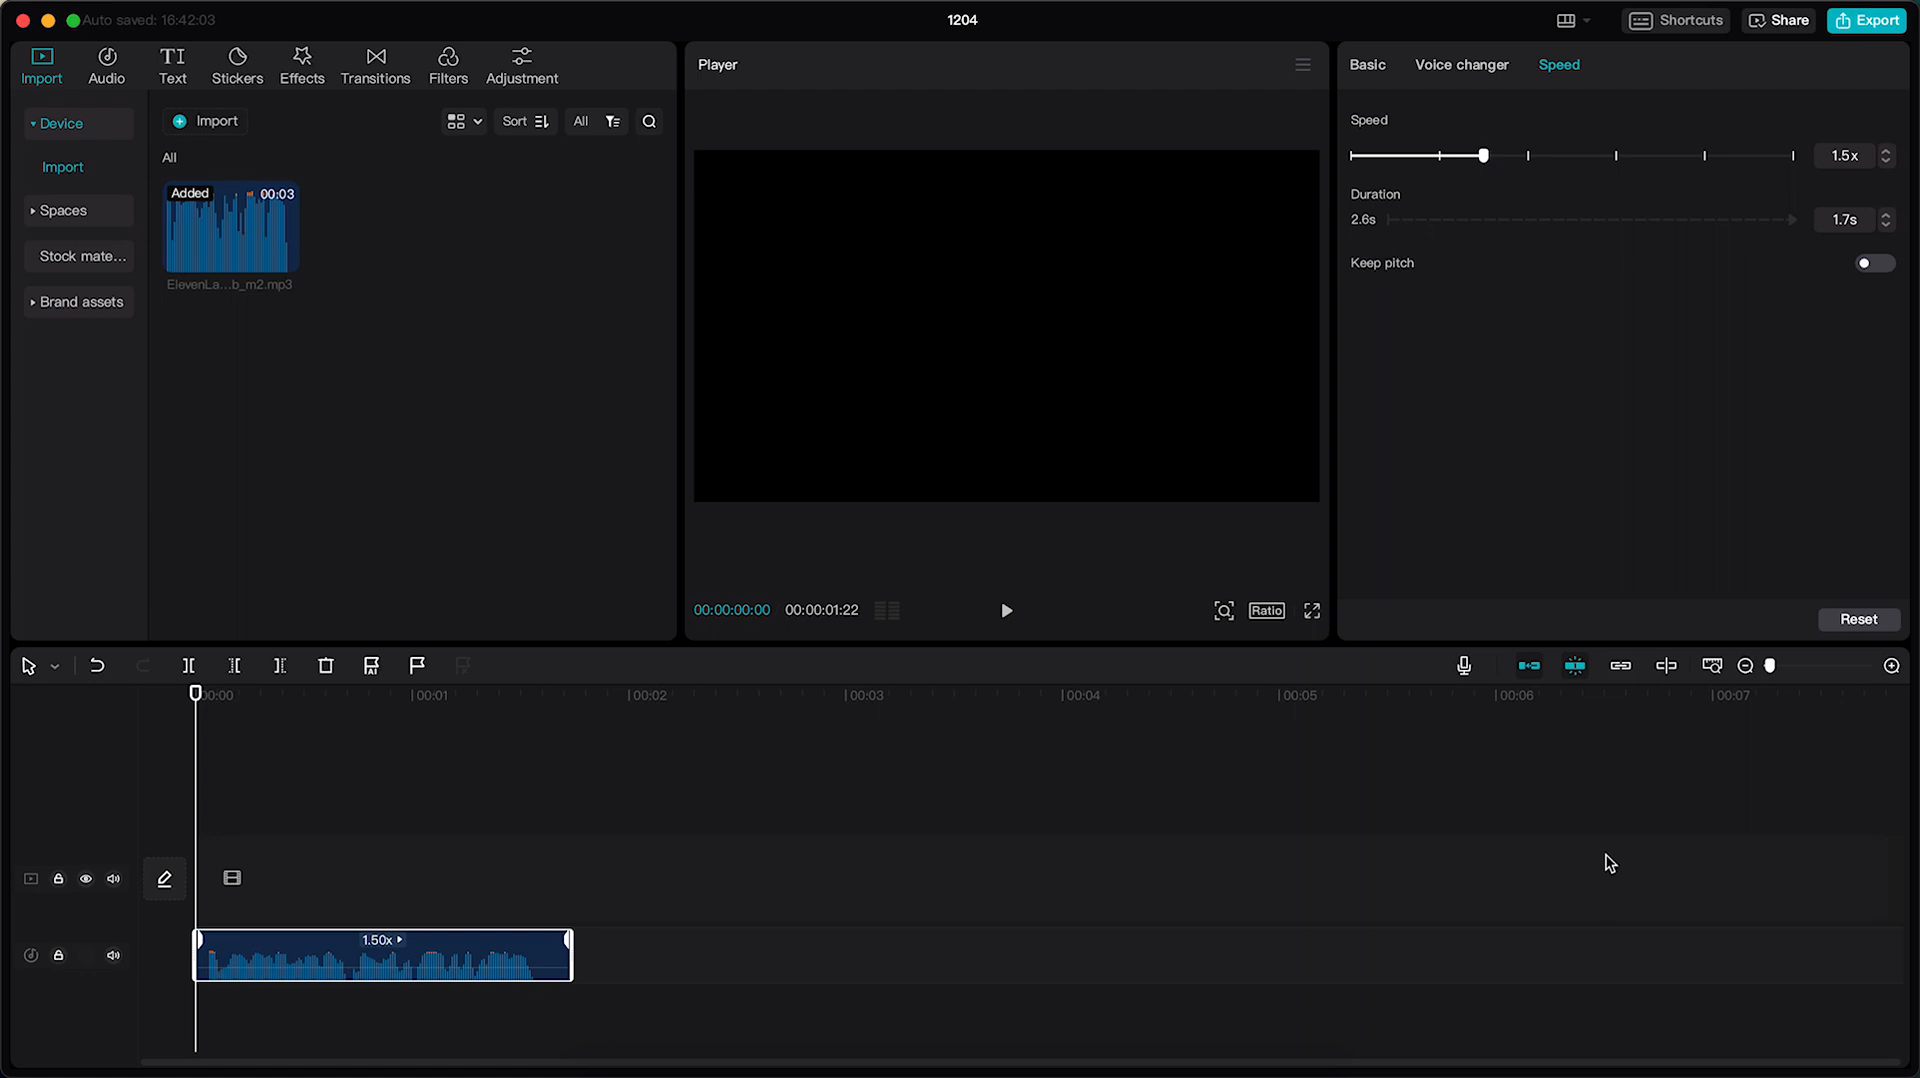 Auto saved: 16:42:03
1204
Shortcuts
Share
Export
Import
Audio
TI
Text
Stickers
Effects
Transitions
Filters
Adjustment
Device
Import
Spaces
Stock mate...
Brand assets
Import
Sort
All
All
Added
00:03
ElevenLa...b_m2.mp3
Player
00:00:00:00
00:00:01:22
Ratio
Basic
Voice changer
Speed
Speed
1.5x
Duration
2.6s
1.7s
Keep pitch
Reset
AI
00:00
00:01
00:02
00:03
00:04
00:05
00:06
00:07
1.50x